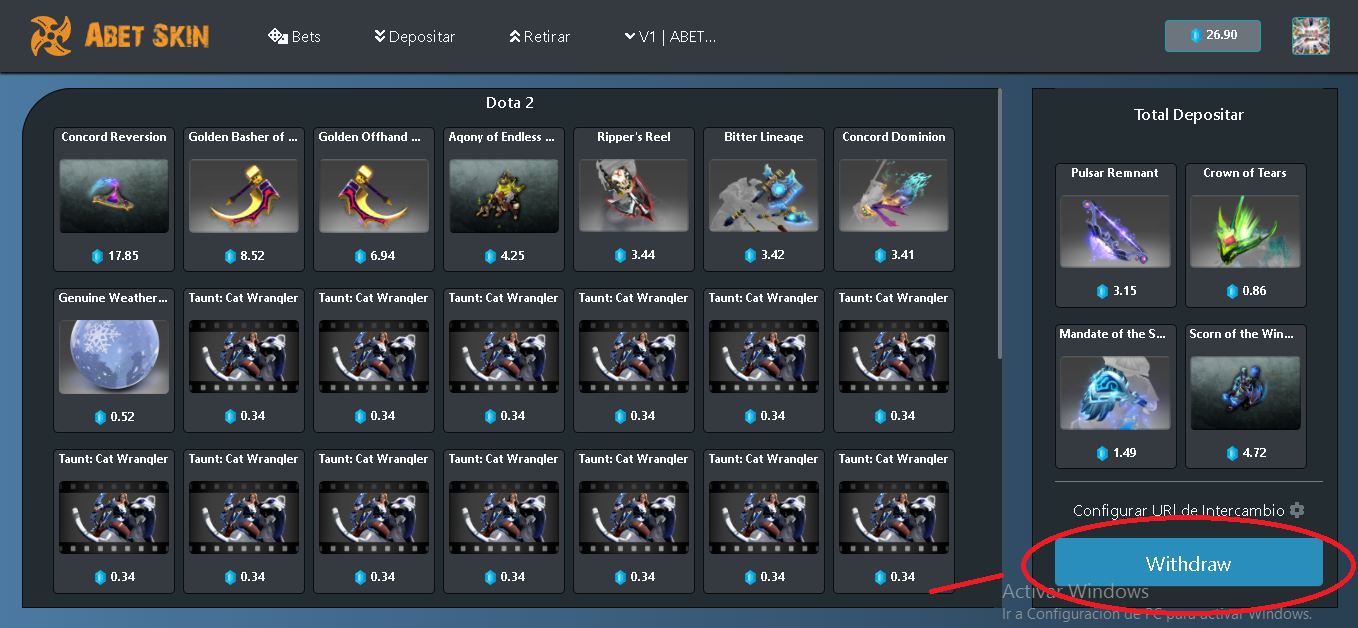 ABET SKIN
Bets
Depositar
Retirar
V1 | ABET...
26.90
Dota 2
Concord Reversion
Golden Basher of ...
Golden Offhand ...
Agony of Endless ...
Ripper's Reel
Bitter Lineage
Concord Dominion
17.85
8.52
6.94
4.25
3.44
3.42
3.41
Genuine Weather...
Taunt: Cat Wrangler
Taunt: Cat Wrangler
Taunt: Cat Wrangler
Taunt: Cat Wrangler
Taunt: Cat Wrangler
Taunt: Cat Wrangler
0.52
0.34
0.34
0.34
0.34
0.34
0.34
Taunt: Cat Wrangler
Taunt: Cat Wrangler
Taunt: Cat Wrangler
Taunt: Cat Wrangler
Taunt: Cat Wrangler
Taunt: Cat Wrangler
Taunt: Cat Wrangler
0.34
0.34
0.34
0.34
0.34
0.34
0.34
Total Depositar
Pulsar Remnant
Crown of Tears
3.15
0.86
Mandate of the S...
Scorn of the Win...
1.49
4.72
Configurar URl de Intercambio
Withdraw
Activar Windows
Ir a Configuración de PC para activar Windows.